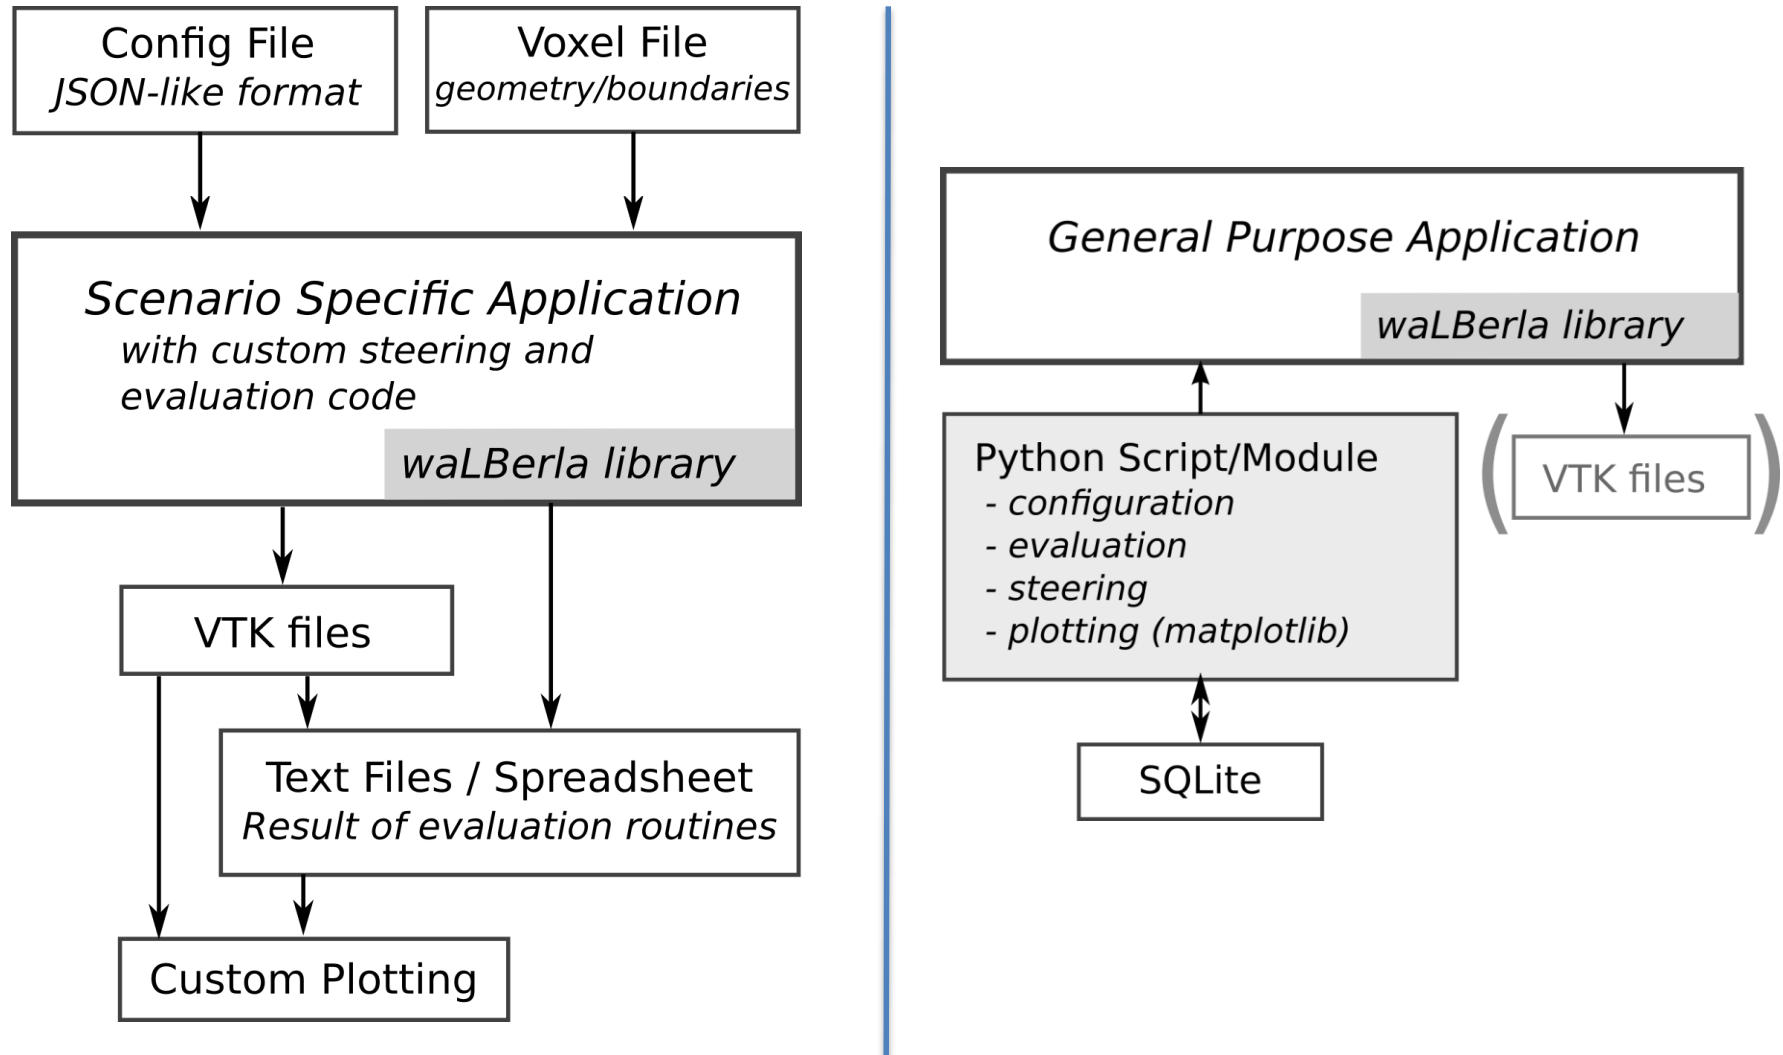 Config File
JSON-like format
Voxel File
geometry/boundaries
Scenario Specific Application
with custom steering and
evaluation code
waLBerla library
VTK files
Text Files / Spreadsheet
Result of evaluation routines
Custom Plotting
General Purpose Application
waLBerla library
Python Script/Module
- configuration
- evaluation
- steering
- plotting (matplotlib)
(VTK files)
SQLite